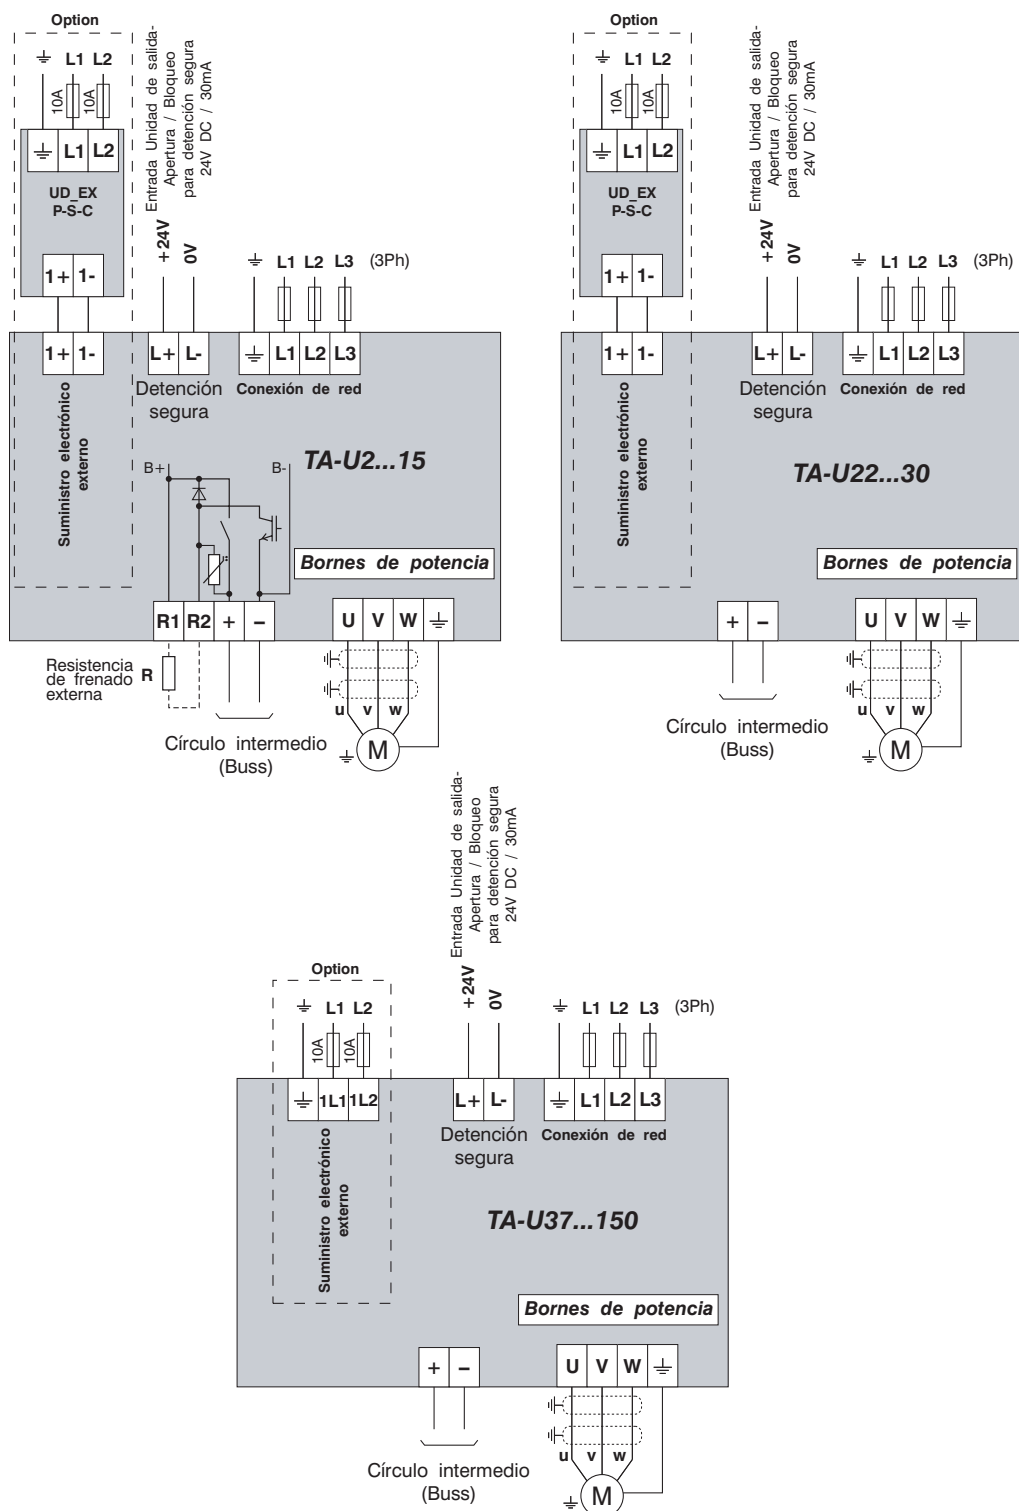 Option
L1 L2
10A 10A
L1 L2
UD_EX
P-S-C
1+ 1-
Entrada Unidad de salida-
Apertura / Bloqueo
para detención segura
24V DC / 30mA
+24V 0V
L1 L2 L3 (3Ph)
1+ 1- L+ L- L1 L2 L3
Detención
segura
Conexión de red
Suministro electrónico
externo
TA-U2...15
B+ B-
Bornes de potencia
R1 R2 + − U V W
Resistencia
de frenado
externa
R
u v w
M
Círculo intermedio
(Buss)
Option
L1 L2
10A 10A
L1 L2
UD_EX
P-S-C
1+ 1-
Entrada Unidad de salida-
Apertura / Bloqueo
para detención segura
24V DC / 30mA
+24V 0V
L1 L2 L3 (3Ph)
1+ 1- L+ L- L1 L2 L3
Detención
segura
Conexión de red
Suministro electrónico
externo
TA-U22...30
Bornes de potencia
+ − U V W
u v w
M
Círculo intermedio
(Buss)
Entrada Unidad de salida-
Apertura / Bloqueo
para detención segura
24V DC / 30mA
+24V 0V
Option
L1 L2
10A 10A
L1 L2 L3 (3Ph)
1L1 1L2 L+ L- L1 L2 L3
Detención
segura
Conexión de red
Suministro electrónico
externo
TA-U37...150
Bornes de potencia
+ − U V W
u v w
M
Círculo intermedio
(Buss)